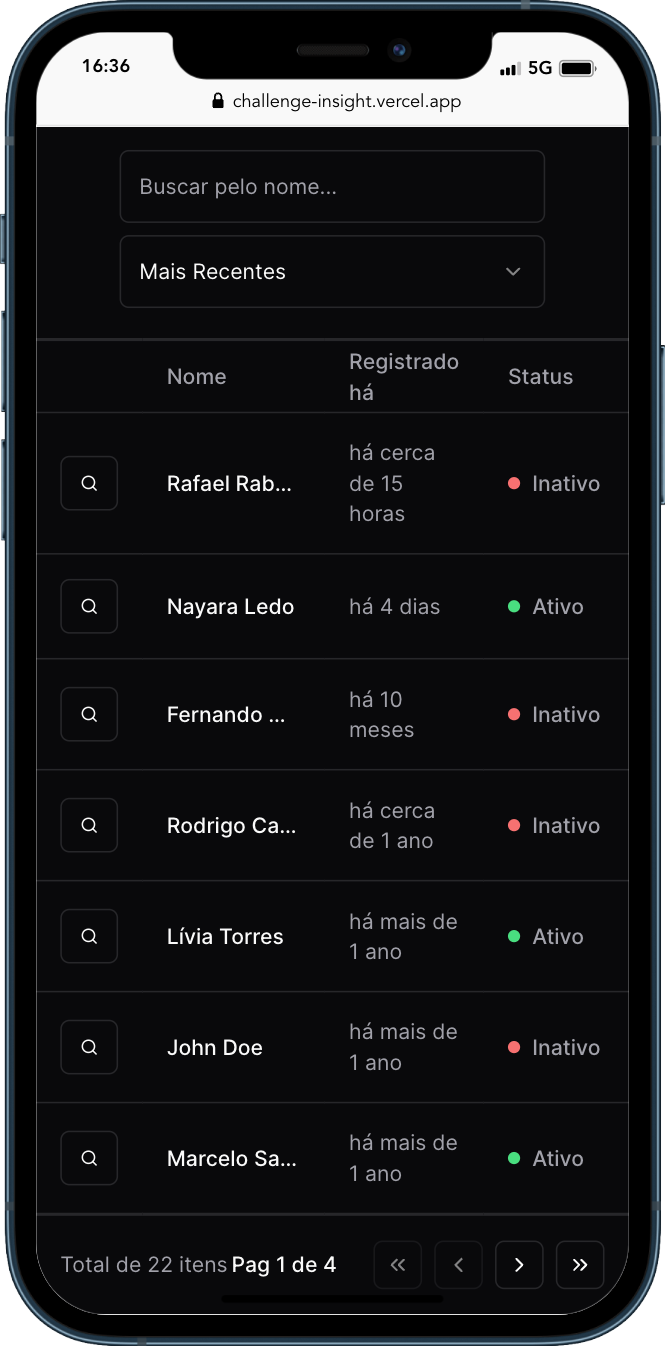 16:36
5G
challenge-insight.vercel.app
Buscar pelo nome...
Mais Recentes
Nome Registrado há Status
Rafael Rab... há cerca de 15 horas Inativo
Nayara Ledo há 4 dias Ativo
Fernando ... há 10 meses Inativo
Rodrigo Ca... há cerca de 1 ano Inativo
Lívia Torres há mais de 1 ano Ativo
John Doe há mais de 1 ano Inativo
Marcelo Sa... há mais de 1 ano Ativo
Total de 22 itens Pag 1 de 4